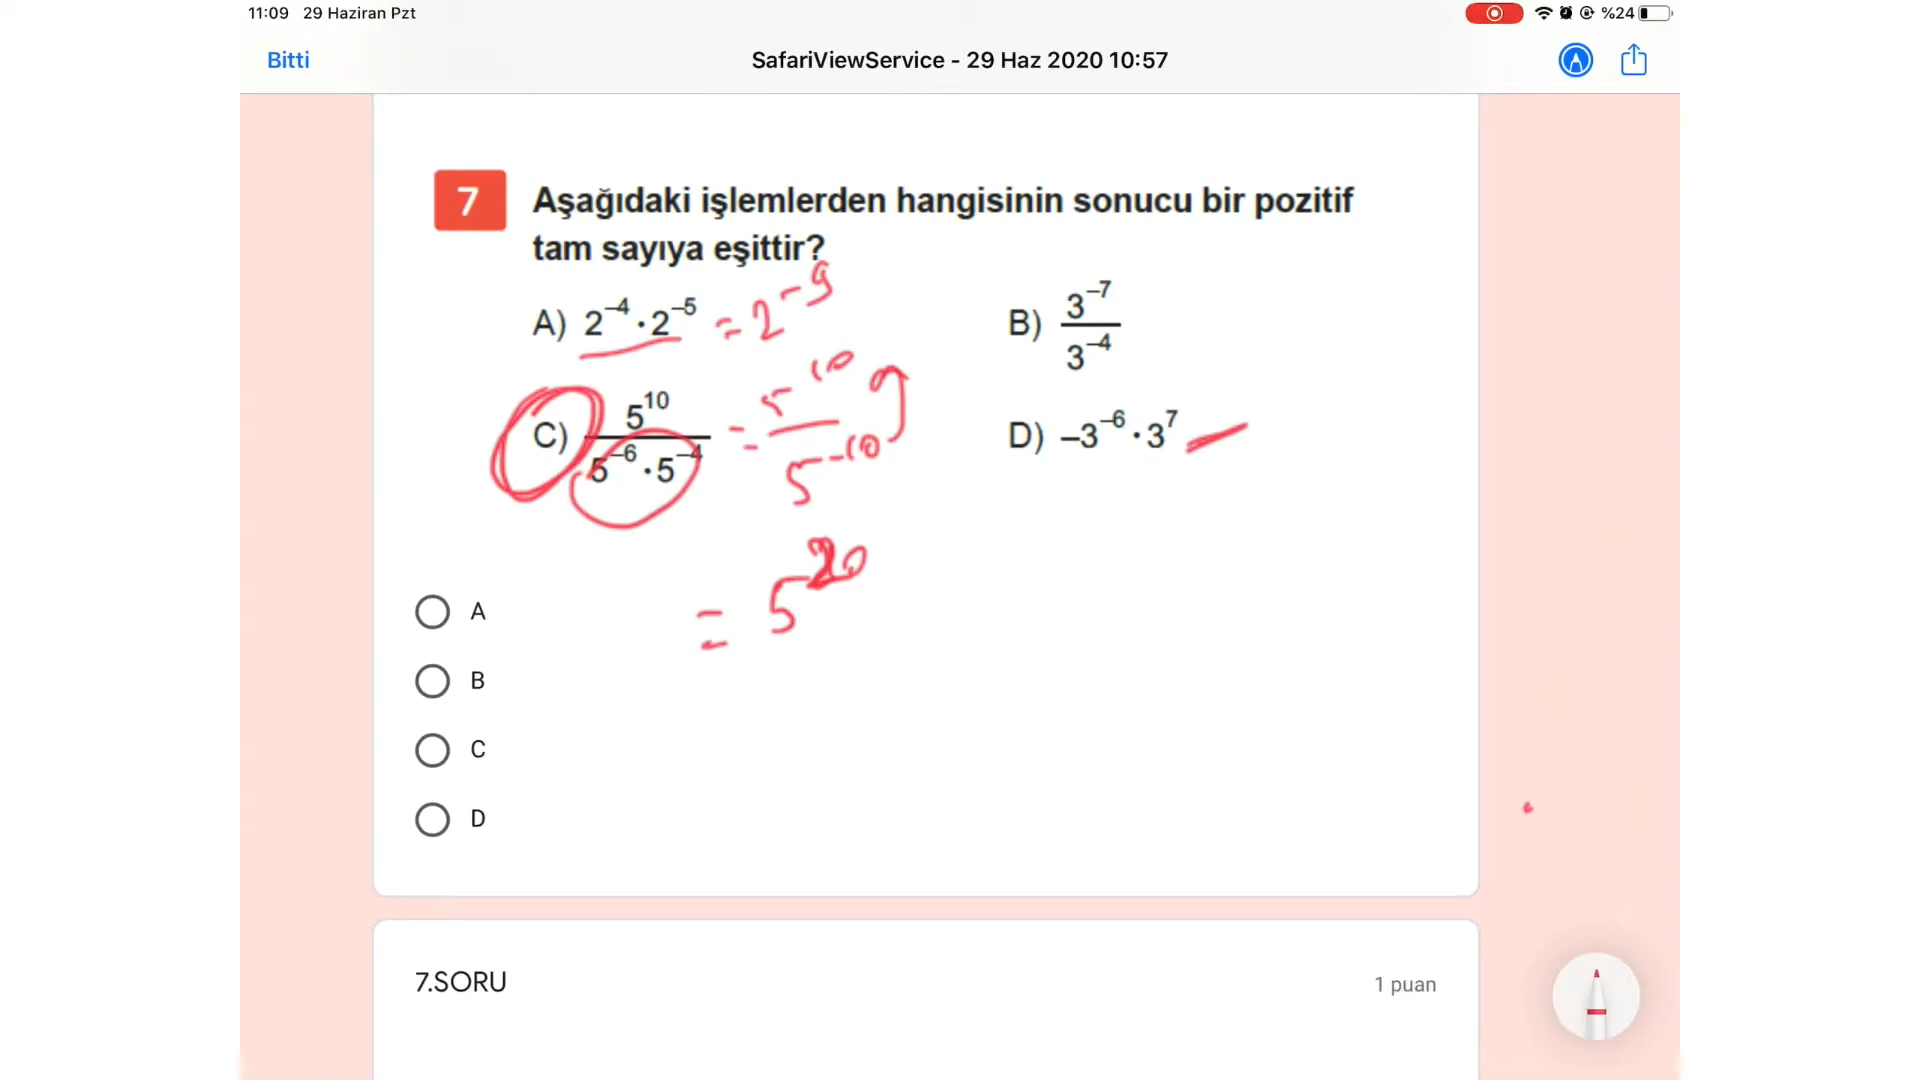 11:09 29 Haziran Pzt %24
Bitti SafariViewService - 29 Haz 2020 10:57
7 Aşağıdaki işlemlerden hangisinin sonucu bir pozitif
tam sayıya eşittir?
A) 2⁻⁴ · 2⁻⁵ = 2⁻⁹
B) 3⁻⁷ / 3⁻⁴
C) 5¹⁰ / 5⁻⁶ · 5⁻⁴ = 5¹⁰ / 5⁻¹⁰
D) –3⁻⁶ · 3⁷
= 5²⁰
A
B
C
D
7.SORU 1 puan